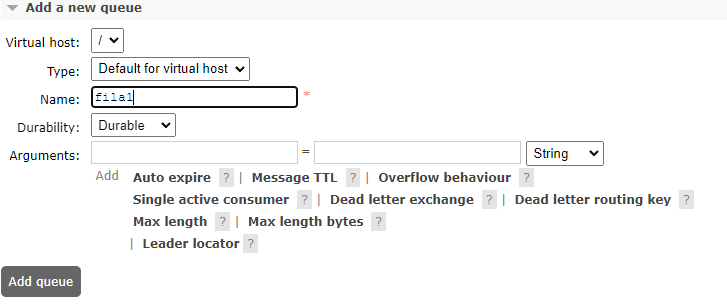 Add a new queue
Virtual host: /
Type: Default for virtual host
Name: fila1 *
Durability: Durable
Arguments: = String
Add Auto expire ? | Message TTL ? | Overflow behaviour ?
Single active consumer ? | Dead letter exchange ? | Dead letter routing key ?
Max length ? | Max length bytes ?
| Leader locator ?
Add queue